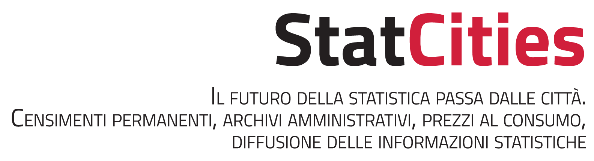 StatCities
Il futuro della statistica passa dalle città.
Censimenti permanenti, archivi amministrativi, prezzi al consumo,
diffusione delle informazioni statistiche